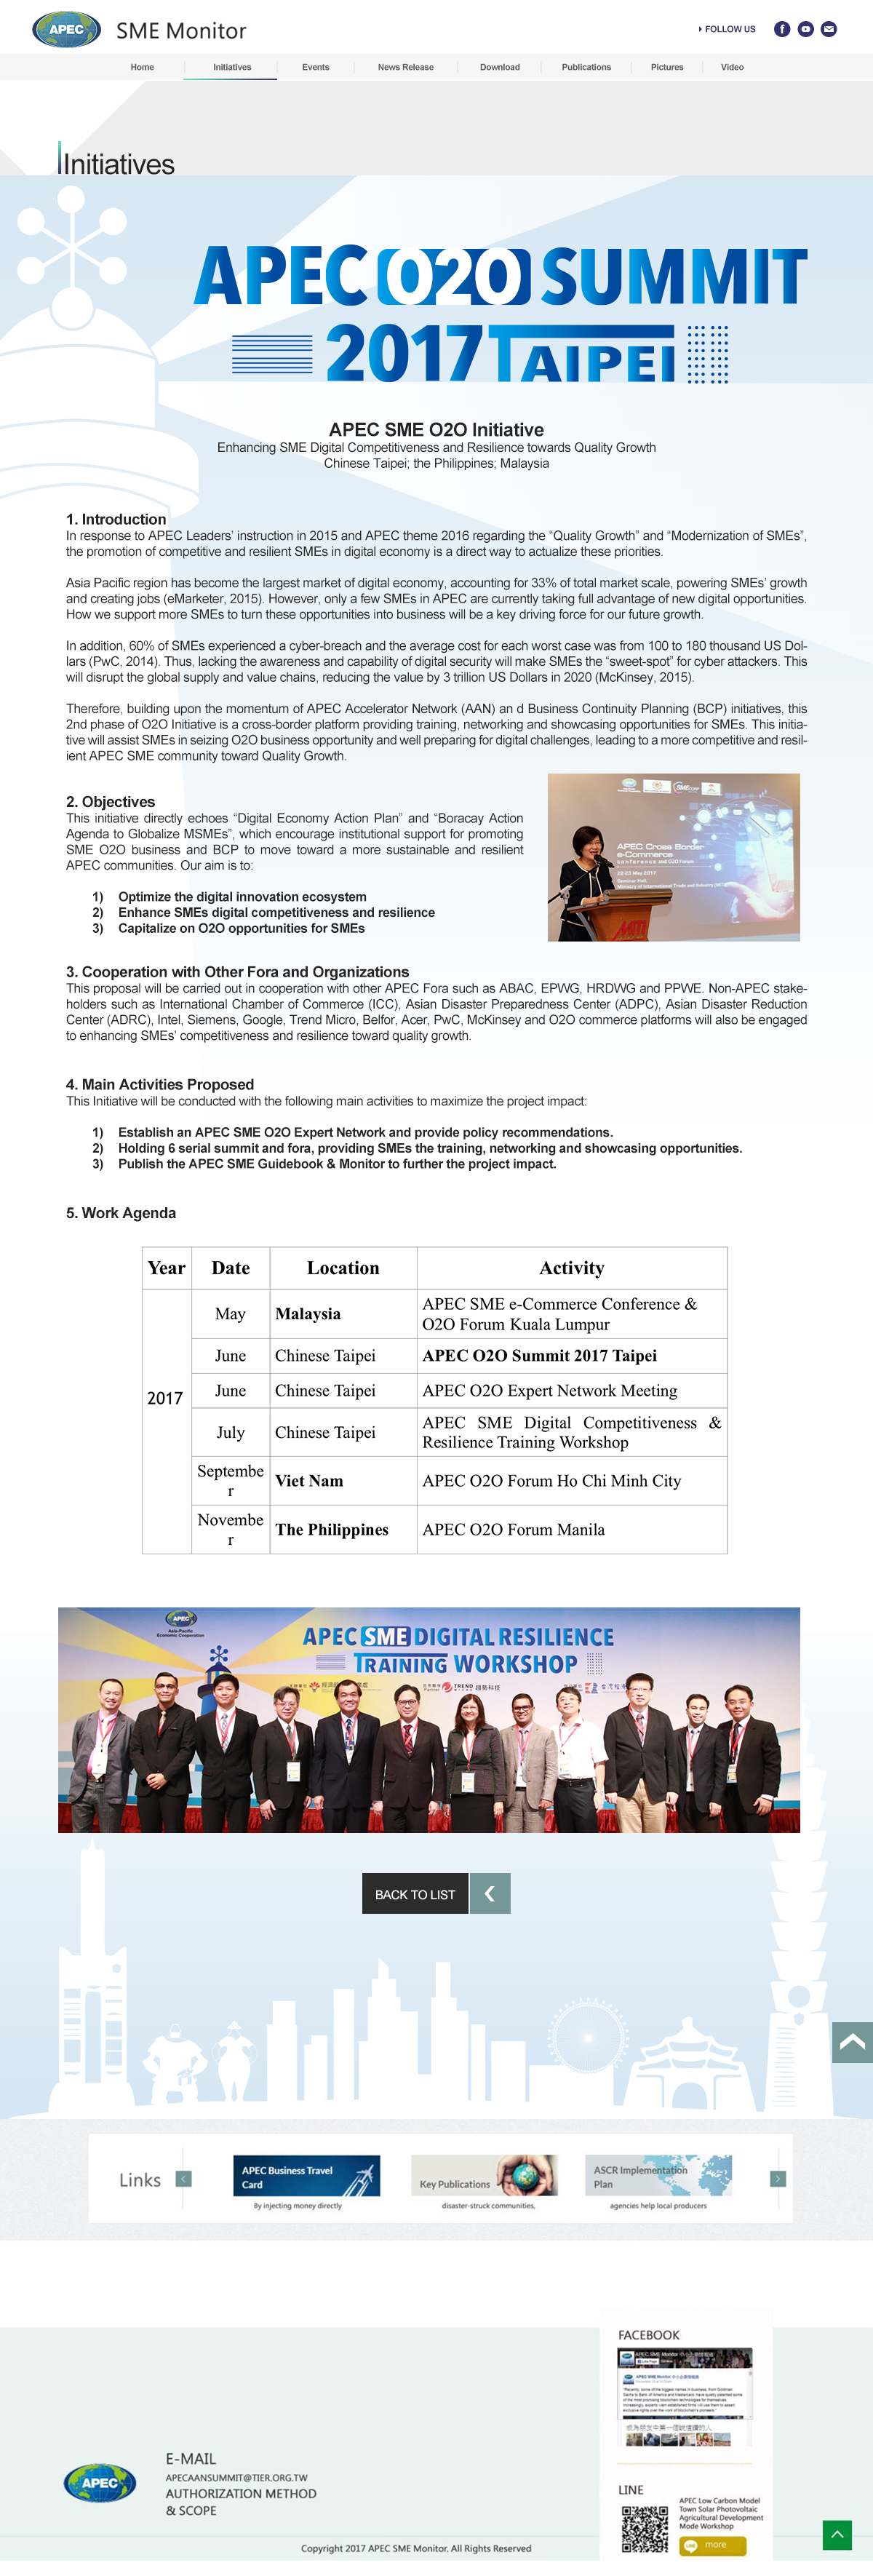 APEC
SME Monitor
FOLLOW US
Home
Initiatives
Events
News Release
Download
Publications
Pictures
Video
Initiatives
APEC O2O SUMMIT
2017 TAIPEI
APEC SME O2O Initiative
Enhancing SME Digital Competitiveness and Resilience towards Quality Growth
Chinese Taipei; the Philippines; Malaysia
1. Introduction
In response to APEC Leaders’ instruction in 2015 and APEC theme 2016 regarding the “Quality Growth” and “Modernization of SMEs”,
the promotion of competitive and resilient SMEs in digital economy is a direct way to actualize these priorities.
Asia Pacific region has become the largest market of digital economy, accounting for 33% of total market scale, powering SMEs’ growth
and creating jobs (eMarketer, 2015). However, only a few SMEs in APEC are currently taking full advantage of new digital opportunities.
How we support more SMEs to turn these opportunities into business will be a key driving force for our future growth.
In addition, 60% of SMEs experienced a cyber-breach and the average cost for each worst case was from 100 to 180 thousand US Dol-
lars (PwC, 2014). Thus, lacking the awareness and capability of digital security will make SMEs the “sweet-spot” for cyber attackers. This
will disrupt the global supply and value chains, reducing the value by 3 trillion US Dollars in 2020 (McKinsey, 2015).
Therefore, building upon the momentum of APEC Accelerator Network (AAN) an d Business Continuity Planning (BCP) initiatives, this
2nd phase of O2O Initiative is a cross-border platform providing training, networking and showcasing opportunities for SMEs. This initia-
tive will assist SMEs in seizing O2O business opportunity and well preparing for digital challenges, leading to a more competitive and resil-
ient APEC SME community toward Quality Growth.
2. Objectives
This initiative directly echoes “Digital Economy Action Plan” and “Boracay Action
Agenda to Globalize MSMEs”, which encourage institutional support for promoting
SME O2O business and BCP to move toward a more sustainable and resilient
APEC communities. Our aim is to:
1) Optimize the digital innovation ecosystem
2) Enhance SMEs digital competitiveness and resilience
3) Capitalize on O2O opportunities for SMEs
APEC Cross Border
e-Commerce
conference and O2O Forum
22-23 May 2017
Seminar Hall,
Ministry of International Trade and Industry
MITI
3. Cooperation with Other Fora and Organizations
This proposal will be carried out in cooperation with other APEC Fora such as ABAC, EPWG, HRDWG and PPWE. Non-APEC stake-
holders such as International Chamber of Commerce (ICC), Asian Disaster Preparedness Center (ADPC), Asian Disaster Reduction
Center (ADRC), Intel, Siemens, Google, Trend Micro, Belfor, Acer, PwC, McKinsey and O2O commerce platforms will also be engaged
to enhancing SMEs’ competitiveness and resilience toward quality growth.
4. Main Activities Proposed
This Initiative will be conducted with the following main activities to maximize the project impact:
1) Establish an APEC SME O2O Expert Network and provide policy recommendations.
2) Holding 6 serial summit and fora, providing SMEs the training, networking and showcasing opportunities.
3) Publish the APEC SME Guidebook & Monitor to further the project impact.
5. Work Agenda
Year Date Location Activity
2017
May Malaysia APEC SME e-Commerce Conference &
O2O Forum Kuala Lumpur
June Chinese Taipei APEC O2O Summit 2017 Taipei
June Chinese Taipei APEC O2O Expert Network Meeting
July Chinese Taipei APEC SME Digital Competitiveness &
Resilience Training Workshop
Septembe
r Viet Nam APEC O2O Forum Ho Chi Minh City
Novembe
r The Philippines APEC O2O Forum Manila
APEC
Asia-Pacific
Economic Cooperation
APEC SME DIGITAL RESILIENCE
TRAINING WORKSHOP
TREND 趨勢科技
BACK TO LIST
Links
APEC Business Travel
Card
By injecting money directly
Key Publications
disaster-struck communities,
ASCR Implementation
Plan
agencies help local producers
FACEBOOK
APEC SME Monitor
APEC
E-MAIL
APECAANSUMMIT@TIER.ORG.TW
AUTHORIZATION METHOD
& SCOPE
LINE
APEC Low Carbon Model
Town Solar Photovoltaic
Agricultural Development
Mode Workshop
more
Copyright 2017 APEC SME Monitor. All Rights Reserved